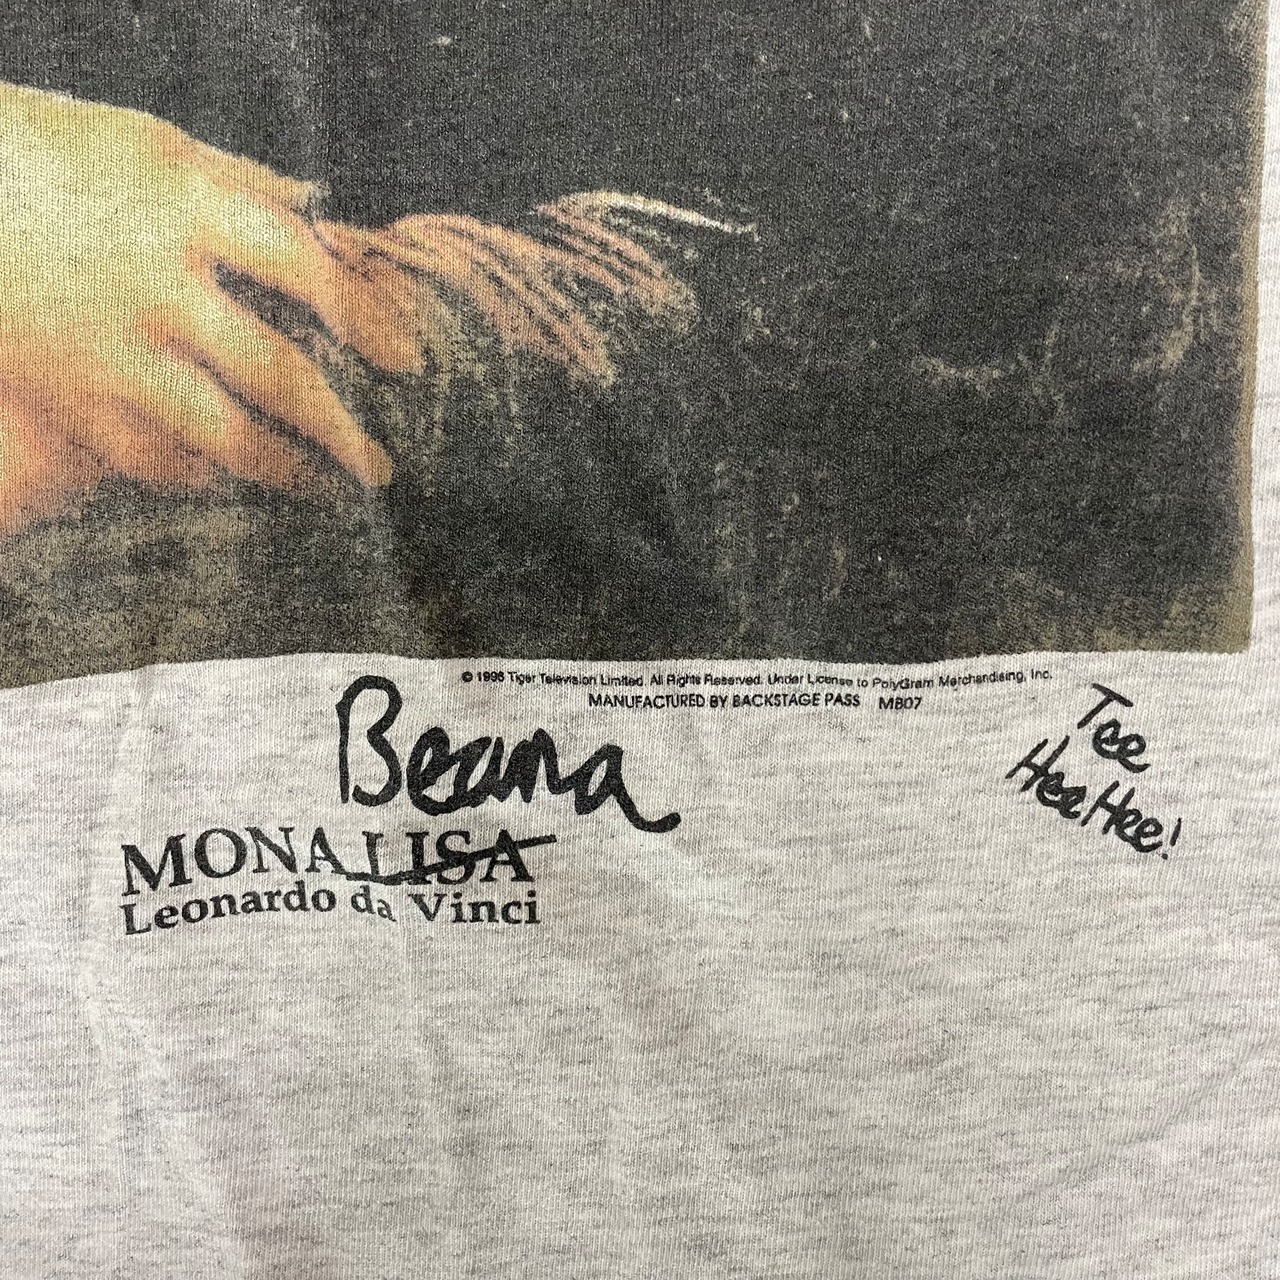 © 1996 Tiger Television Limited. All Rights Reserved. Under License to PolyGram Merchandising, Inc.
MANUFACTURED BY BACKSTAGE PASS MB07
Beana
MONA LISA
Leonardo da Vinci
Tee
Hee Hee!